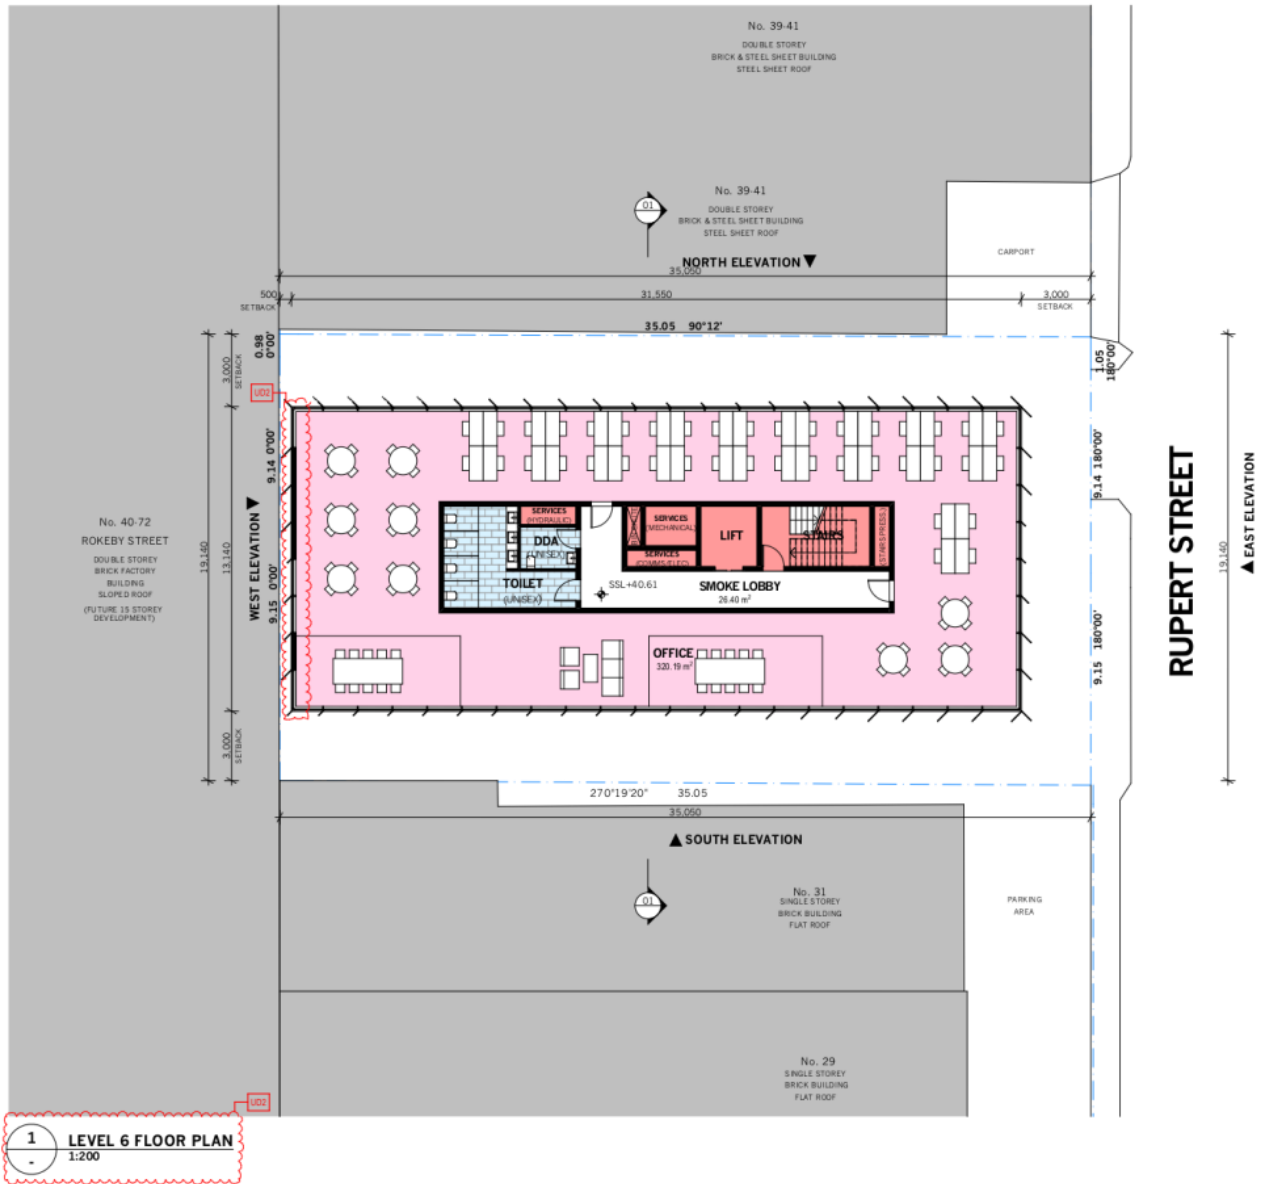 No. 39-41
DOUBLE STOREY
BRICK & STEEL SHEET BUILDING
STEEL SHEET ROOF
No. 39-41
DOUBLE STOREY
BRICK & STEEL SHEET BUILDING
STEEL SHEET ROOF
01
CARPORT
NORTH ELEVATION
35,050
500
SETBACK
31,550
3,000
SETBACK
35.05 90°12'
0.98
0°00'
1.05
180°00'
3,000
SETBACK
UD2
9.14 0°00'
9.14 180°00'
No. 40-72
ROKEBY STREET
DOUBLE STOREY
BRICK FACTORY
BUILDING
SLOPED ROOF
(FUTURE 15 STOREY
DEVELOPMENT)
19,140
13,140
WEST ELEVATION
9.15 0°00'
SERVICES
(HYDRAULIC)
DDA
(UNISEX)
TOILET
(UNISEX)
SERVICES
(MECHANICAL)
SERVICES
(COMMS/ELEC)
LIFT
STAIRS
(STAIR PRESS.)
SSL+40.61
SMOKE LOBBY
26.40 m²
OFFICE
320.19 m²
9.15 180°00'
RUPERT STREET
19,140
EAST ELEVATION
3,000
SETBACK
270°19'20" 35.05
35,050
SOUTH ELEVATION
01
No. 31
SINGLE STOREY
BRICK BUILDING
FLAT ROOF
PARKING
AREA
No. 29
SINGLE STOREY
BRICK BUILDING
FLAT ROOF
UD2
1
-
LEVEL 6 FLOOR PLAN
1:200